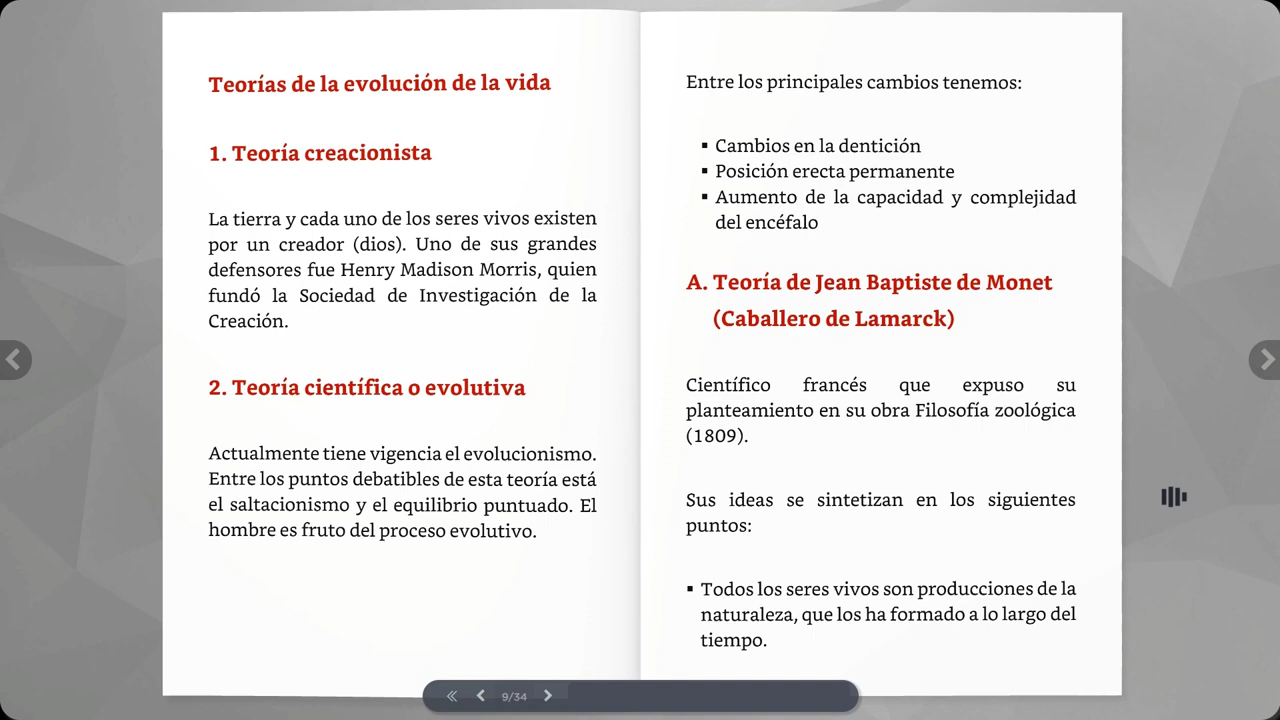 Teorías de la evolución de la vida
1. Teoría creacionista
La tierra y cada uno de los seres vivos existen
por un creador (dios). Uno de sus grandes
defensores fue Henry Madison Morris, quien
fundó la Sociedad de Investigación de la
Creación.
2. Teoría científica o evolutiva
Actualmente tiene vigencia el evolucionismo.
Entre los puntos debatibles de esta teoría está
el saltacionismo y el equilibrio puntuado. El
hombre es fruto del proceso evolutivo.
Entre los principales cambios tenemos:
▪ Cambios en la dentición
▪ Posición erecta permanente
▪ Aumento de la capacidad y complejidad
del encéfalo
A. Teoría de Jean Baptiste de Monet
(Caballero de Lamarck)
Científico francés que expuso su
planteamiento en su obra Filosofía zoológica
(1809).
Sus ideas se sintetizan en los siguientes
puntos:
▪ Todos los seres vivos son producciones de la
naturaleza, que los ha formado a lo largo del
tiempo.
9/34